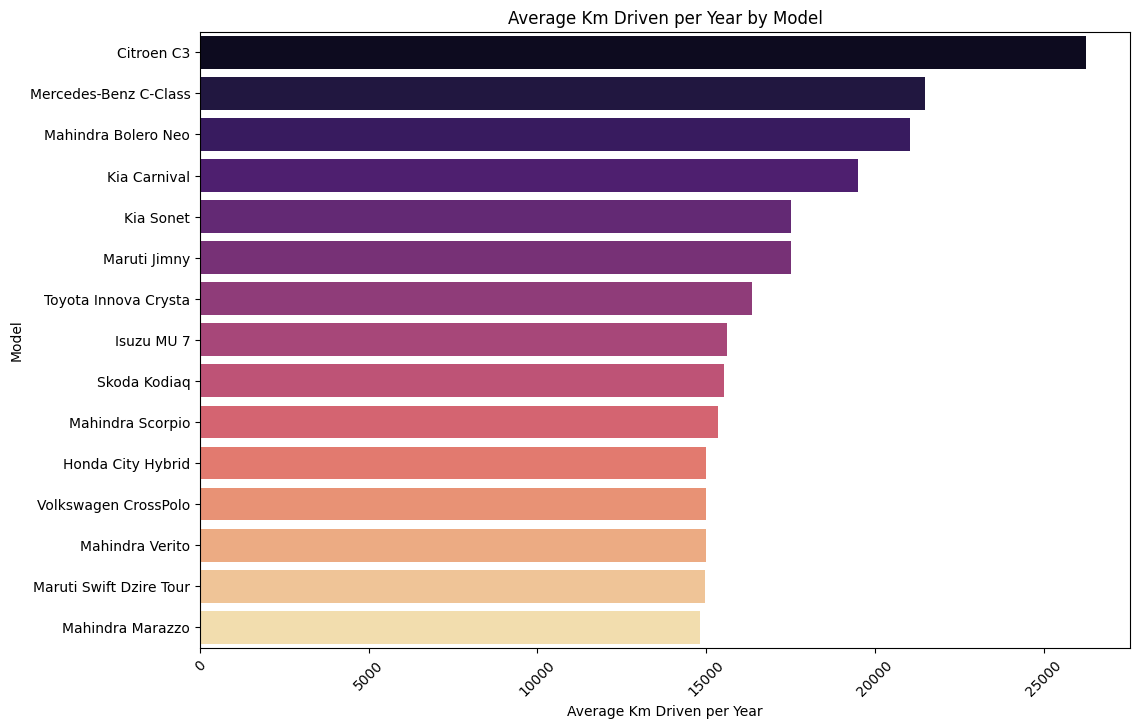 Average Km Driven per Year by Model
Model
Citroen C3
Mercedes-Benz C-Class
Mahindra Bolero Neo
Kia Carnival
Kia Sonet
Maruti Jimny
Toyota Innova Crysta
Isuzu MU 7
Skoda Kodiaq
Mahindra Scorpio
Honda City Hybrid
Volkswagen CrossPolo
Mahindra Verito
Maruti Swift Dzire Tour
Mahindra Marazzo
0 5000 10000 15000 20000 25000
Average Km Driven per Year